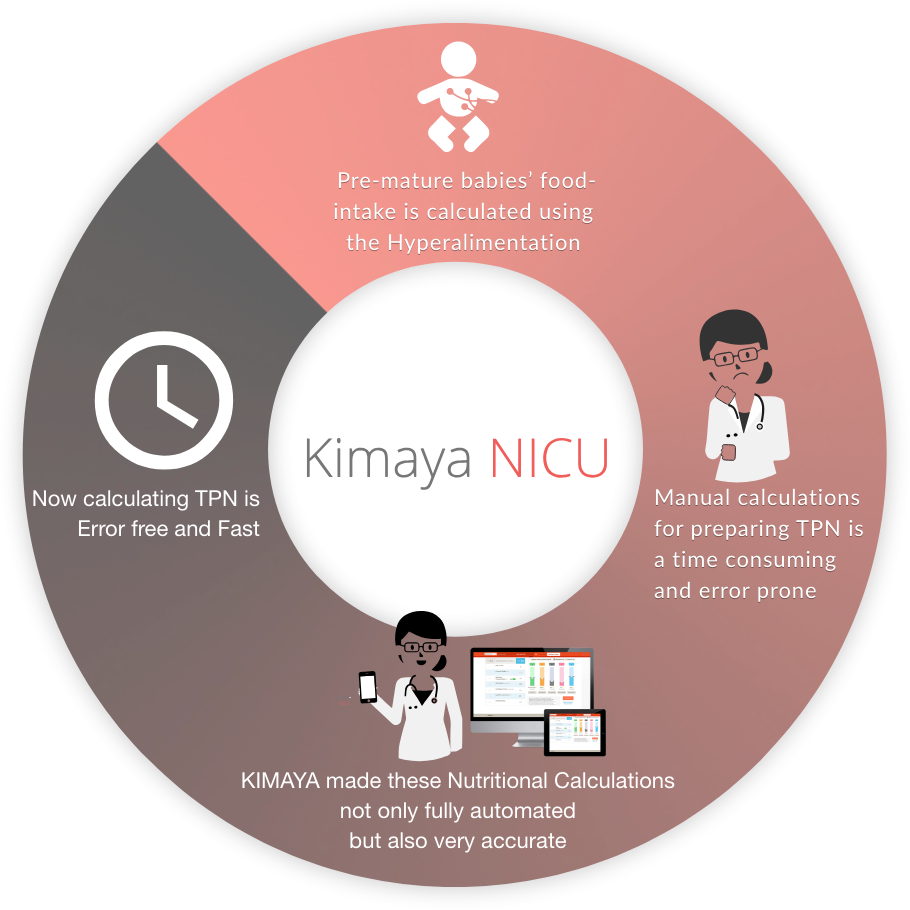 Pre-mature babies’ food-
intake is calculated using
the Hyperalimentation
Kimaya NICU
Manual calculations
for preparing TPN is
a time consuming
and error prone
KIMAYA made these Nutritional Calculations
not only fully automated
but also very accurate
Now calculating TPN is
Error free and Fast